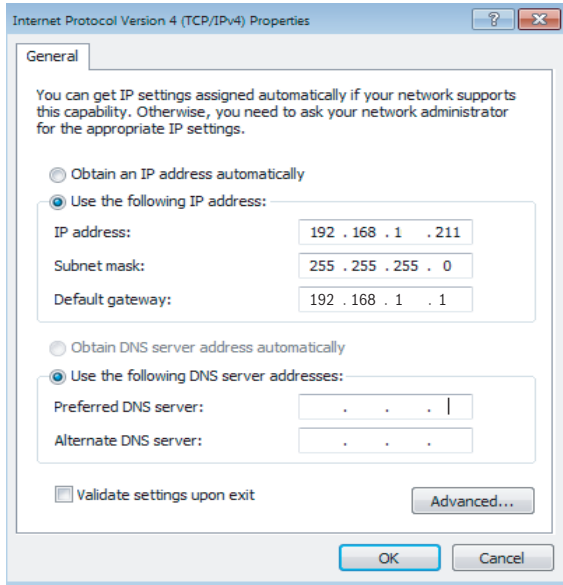 Internet Protocol Version 4 (TCP/IPv4) Properties
?
General
You can get IP settings assigned automatically if your network supports
this capability. Otherwise, you need to ask your network administrator
for the appropriate IP settings.
Obtain an IP address automatically
Use the following IP address:
IP address: 192 . 168 . 1 . 211
Subnet mask: 255 . 255 . 255 . 0
Default gateway: 192 . 168 . 1 . 1
Obtain DNS server address automatically
Use the following DNS server addresses:
Preferred DNS server: . . .
Alternate DNS server: . . .
Validate settings upon exit
Advanced...
OK Cancel